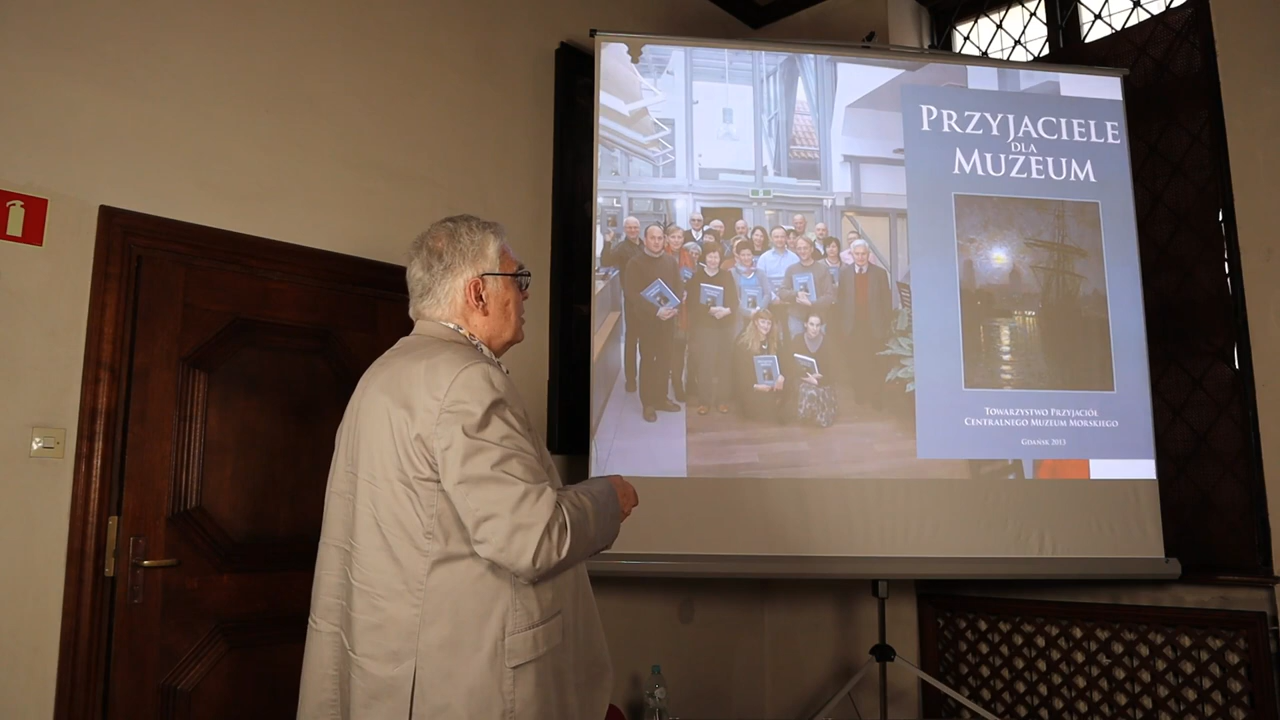 PRZYJACIELE
DLA
MUZEUM
TOWARZYSTWO PRZYJACIÓŁ
CENTRALNEGO MUZEUM MORSKIEGO
GDAŃSK 2013